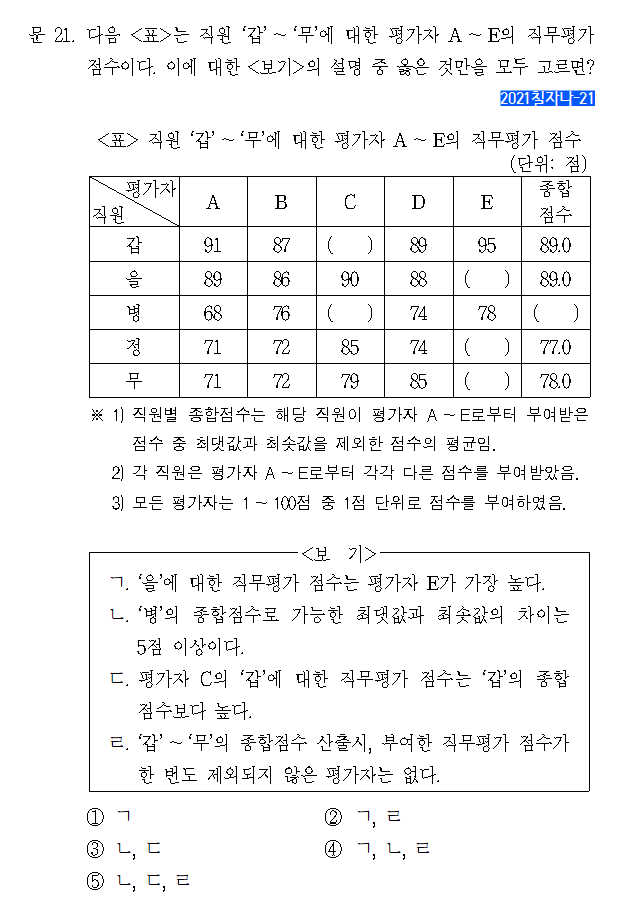 문 21. 다음 <표>는 직원 ‘갑’ ~ ‘무’에 대한 평가자 A ~ E의 직무평가
점수이다. 이에 대한 <보기>의 설명 중 옳은 것만을 모두 고르면?
2021칠자나-21
<표> 직원 ‘갑’ ~ ‘무’에 대한 평가자 A ~ E의 직무평가 점수
(단위: 점)
평가자 직원 A B C D E 종합 점수
갑 91 87 ( ) 89 95 89.0
을 89 86 90 88 ( ) 89.0
병 68 76 ( ) 74 78 ( )
정 71 72 85 74 ( ) 77.0
무 71 72 79 85 ( ) 78.0
※ 1) 직원별 종합점수는 해당 직원이 평가자 A ~ E로부터 부여받은
점수 중 최댓값과 최솟값을 제외한 점수의 평균임.
2) 각 직원은 평가자 A ~ E로부터 각각 다른 점수를 부여받았음.
3) 모든 평가자는 1 ~ 100점 중 1점 단위로 점수를 부여하였음.
<보 기>
ㄱ. ‘을’에 대한 직무평가 점수는 평가자 E가 가장 높다.
ㄴ. ‘병’의 종합점수로 가능한 최댓값과 최솟값의 차이는
5점 이상이다.
ㄷ. 평가자 C의 ‘갑’에 대한 직무평가 점수는 ‘갑’의 종합
점수보다 높다.
ㄹ. ‘갑’ ~ ‘무’의 종합점수 산출시, 부여한 직무평가 점수가
한 번도 제외되지 않은 평가자는 없다.
① ㄱ ② ㄱ, ㄹ
③ ㄴ, ㄷ ④ ㄱ, ㄴ, ㄹ
⑤ ㄴ, ㄷ, ㄹ